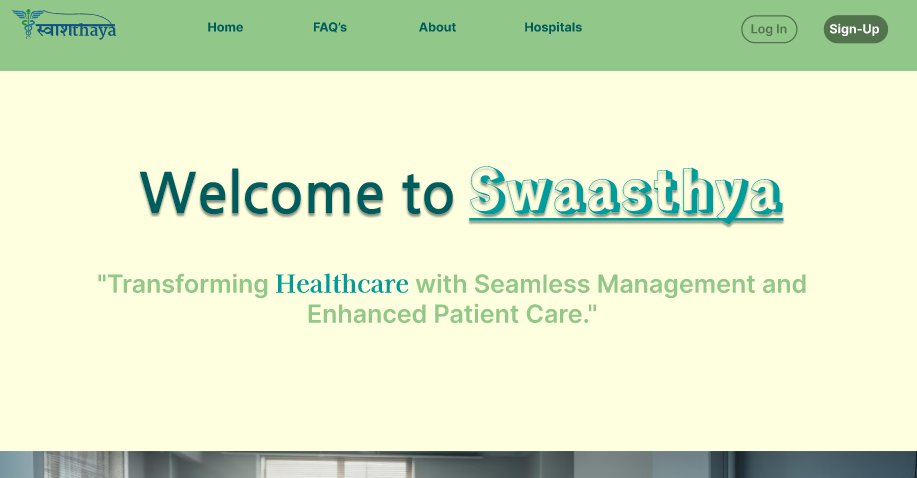 स्वाशthaya
Home FAQ's About Hospitals Log In Sign-Up
Welcome to Swaasthya
"Transforming Healthcare with Seamless Management and
Enhanced Patient Care."